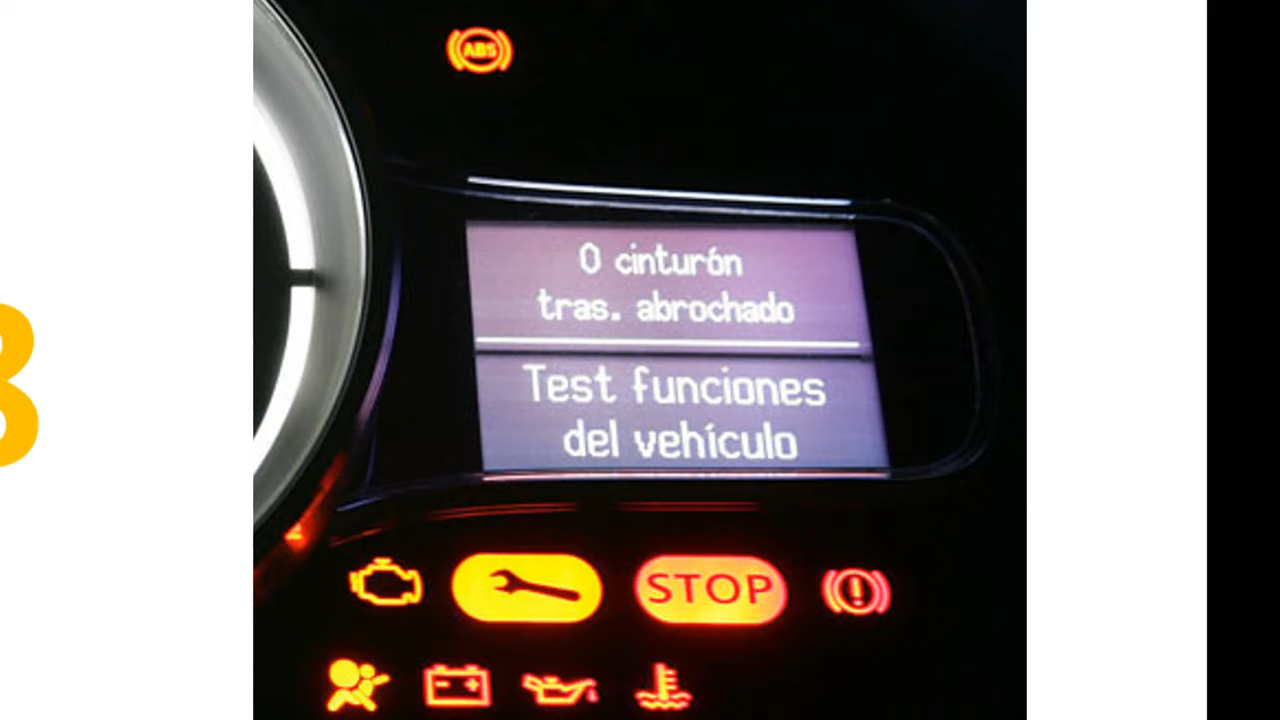 ABS
0 cinturón
tras. abrochado
Test funciones
del vehículo
STOP